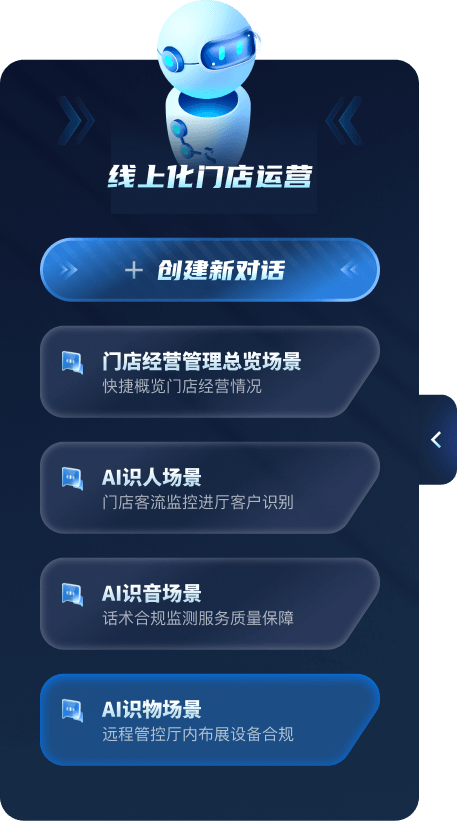 线上化门店运营
创建新对话
门店经营管理总览场景
快捷概览门店经营情况
AI识人场景
门店客流监控进厅客户识别
AI识音场景
话术合规监测服务质量保障
AI识物场景
远程管控厅内布展设备合规